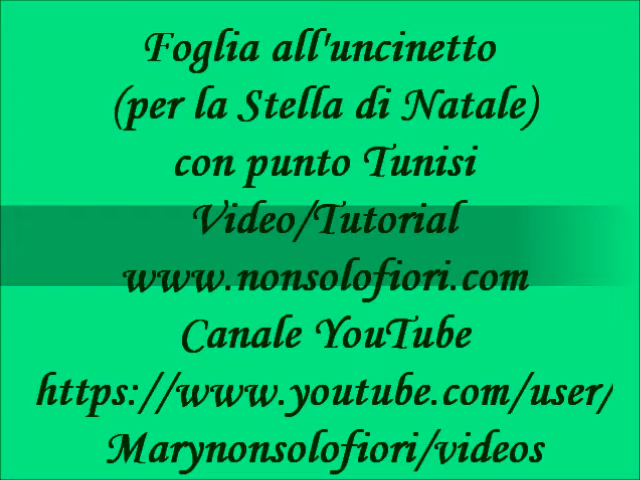 Foglia all'uncinetto
(per la Stella di Natale)
con punto Tunisi
Video/Tutorial
www.nonsolofiori.com
Canale YouTube
https://www.youtube.com/user/
Marynonsolofiori/videos